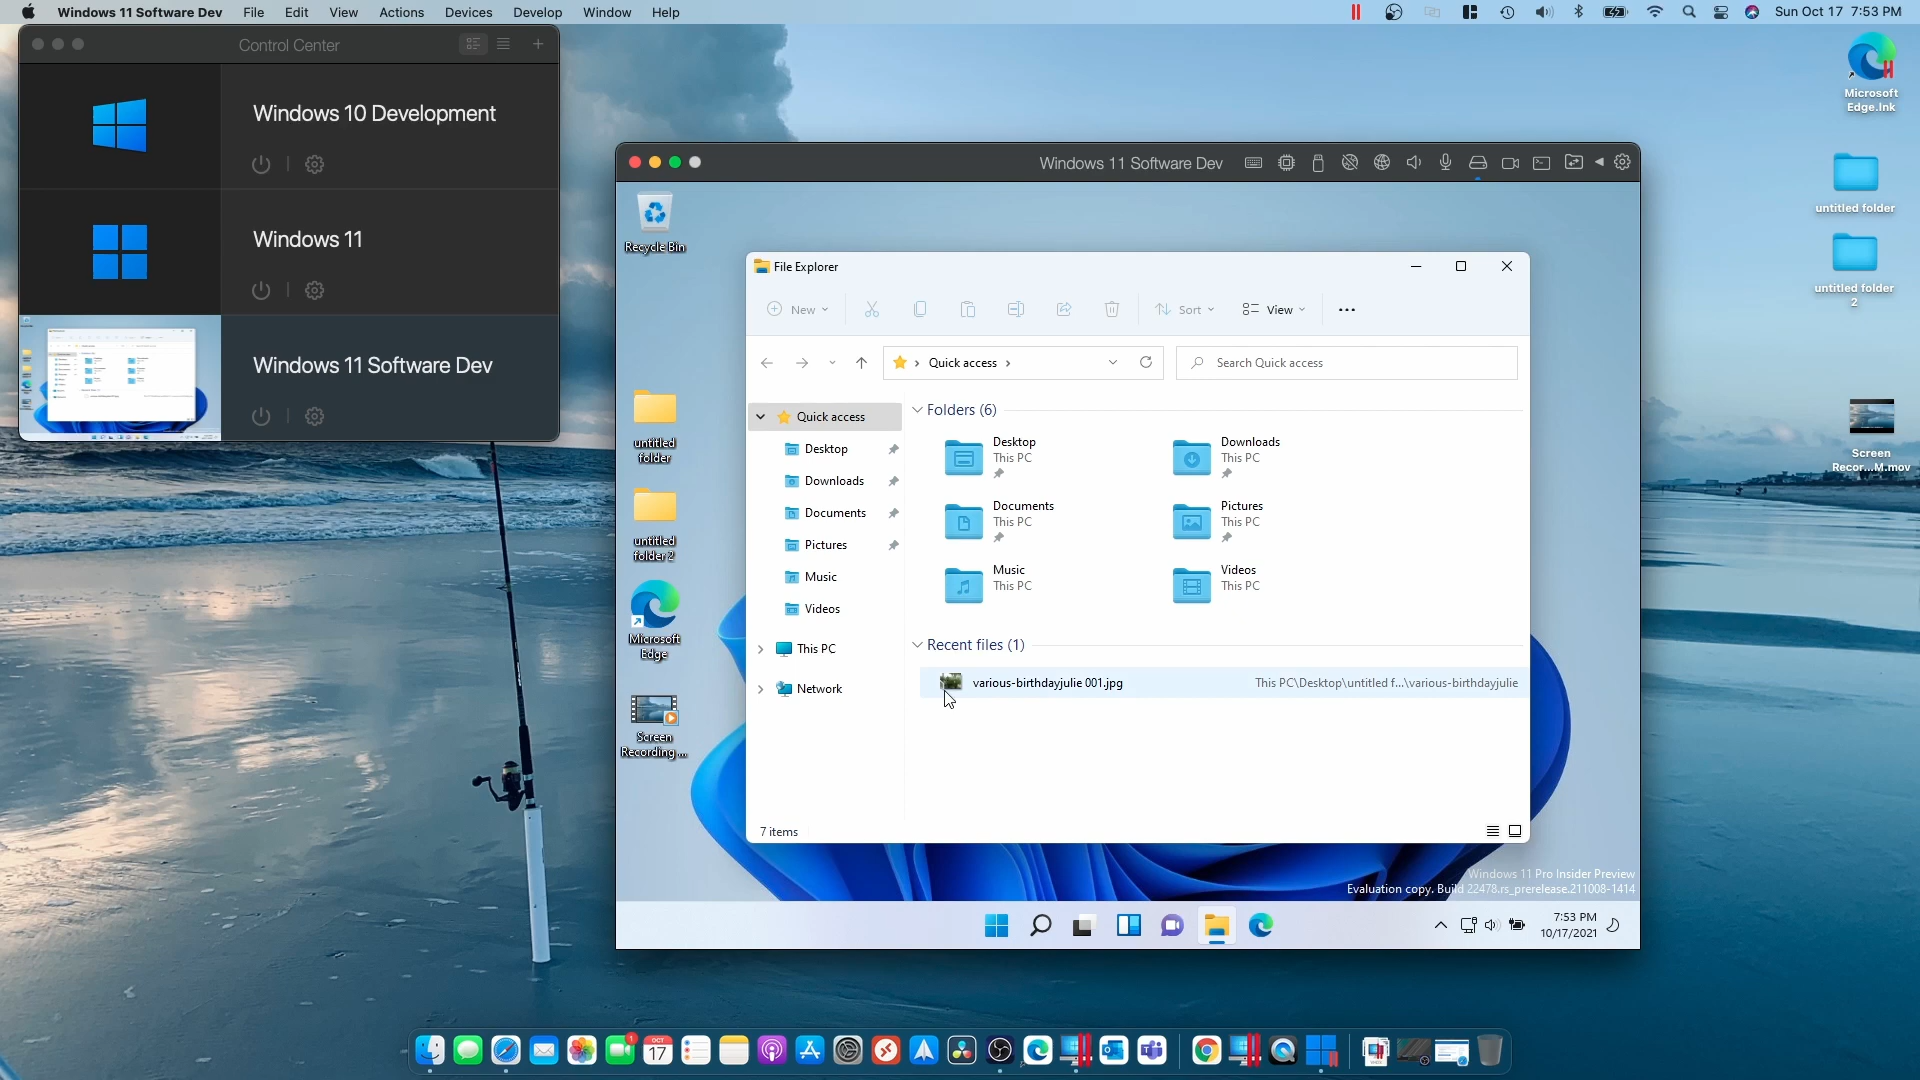 Windows 11 Software Dev File Edit View Actions Devices Develop Window Help
Sun Oct 17 7:53 PM
Control Center
Windows 10 Development
Windows 11
Windows 11 Software Dev
Microsoft
Edge.lnk
untitled folder
untitled folder
2
Screen
Recor...M.mov
Windows 11 Software Dev
Recycle Bin
untitled
folder
untitled
folder 2
Microsoft
Edge
Screen
Recording ...
File Explorer
New Sort View
Quick access
Search Quick access
Quick access
Desktop
Downloads
Documents
Pictures
Music
Videos
This PC
Network
Folders (6)
Desktop
This PC
Downloads
This PC
Documents
This PC
Pictures
This PC
Music
This PC
Videos
This PC
Recent files (1)
various-birthdayjulie 001.jpg This PC\Desktop\untitled f...\various-birthdayjulie
7 items
Windows 11 Pro Insider Preview
Evaluation copy. Build 22478.rs_prerelease.211008-1414
7:53 PM
10/17/2021
1
OCT
17